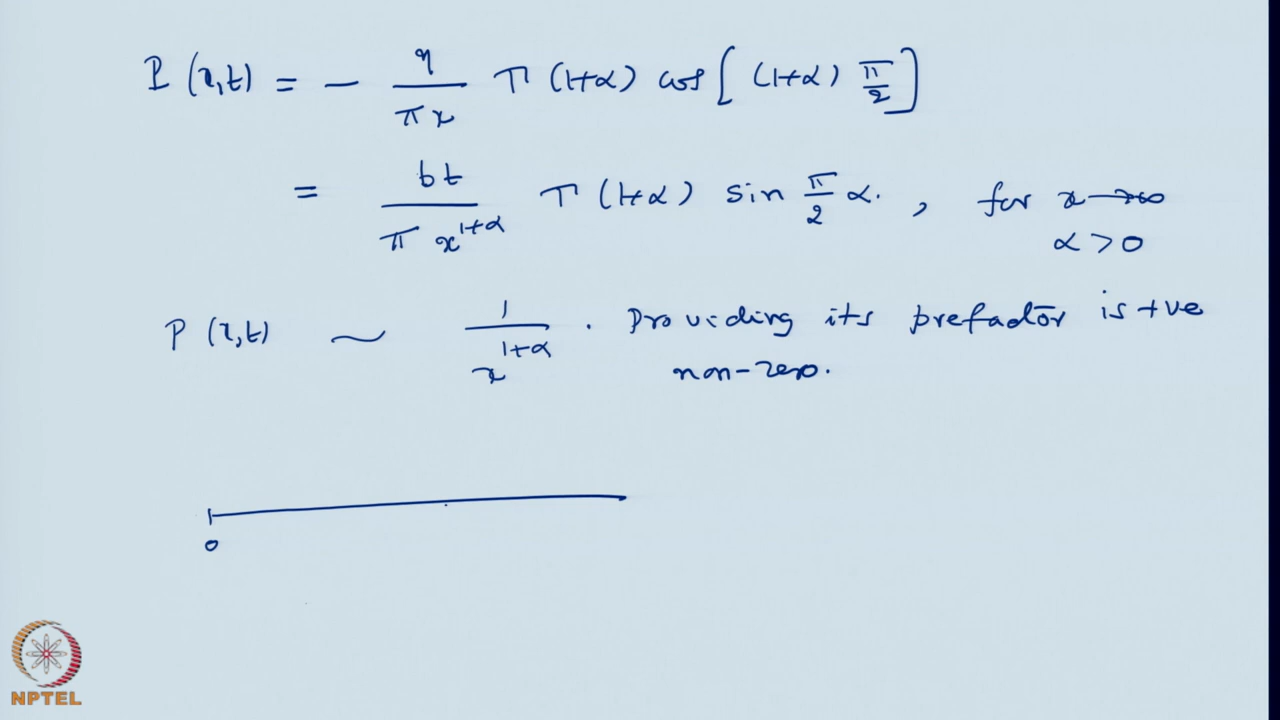 P (x,t) = - η / πx Γ (1+α) cos [ (1+α) π/2 ]
= bt / π x^{1+α} Γ (1+α) sin π/2 α. , for x → ∞
α > 0
P (x,t) ~ 1 / x^{1+α} . Providing its prefactor is +ve
non-zero.
0
NPTEL